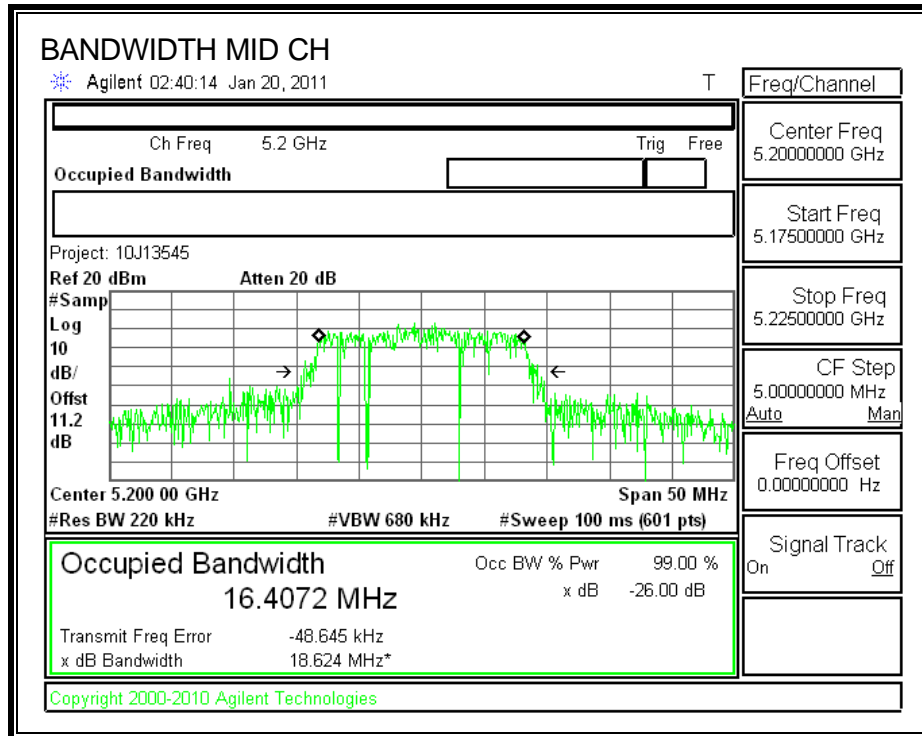 BANDWIDTH MID CH
Agilent 02:40:14 Jan 20, 2011 T
Freq/Channel
Ch Freq 5.2 GHz Trig Free
Occupied Bandwidth
Center Freq
5.20000000 GHz
Start Freq
5.17500000 GHz
Stop Freq
5.22500000 GHz
CF Step
5.00000000 MHz
Auto Man
Freq Offset
0.00000000 Hz
Signal Track
On Off
Project: 10J13545
Ref 20 dBm Atten 20 dB
#Samp
Log
10
dB/
Offst
11.2
dB
Center 5.200 00 GHz Span 50 MHz
#Res BW 220 kHz #VBW 680 kHz #Sweep 100 ms (601 pts)
Occupied Bandwidth Occ BW % Pwr 99.00 %
16.4072 MHz x dB -26.00 dB
Transmit Freq Error -48.645 kHz
x dB Bandwidth 18.624 MHz*
Copyright 2000-2010 Agilent Technologies